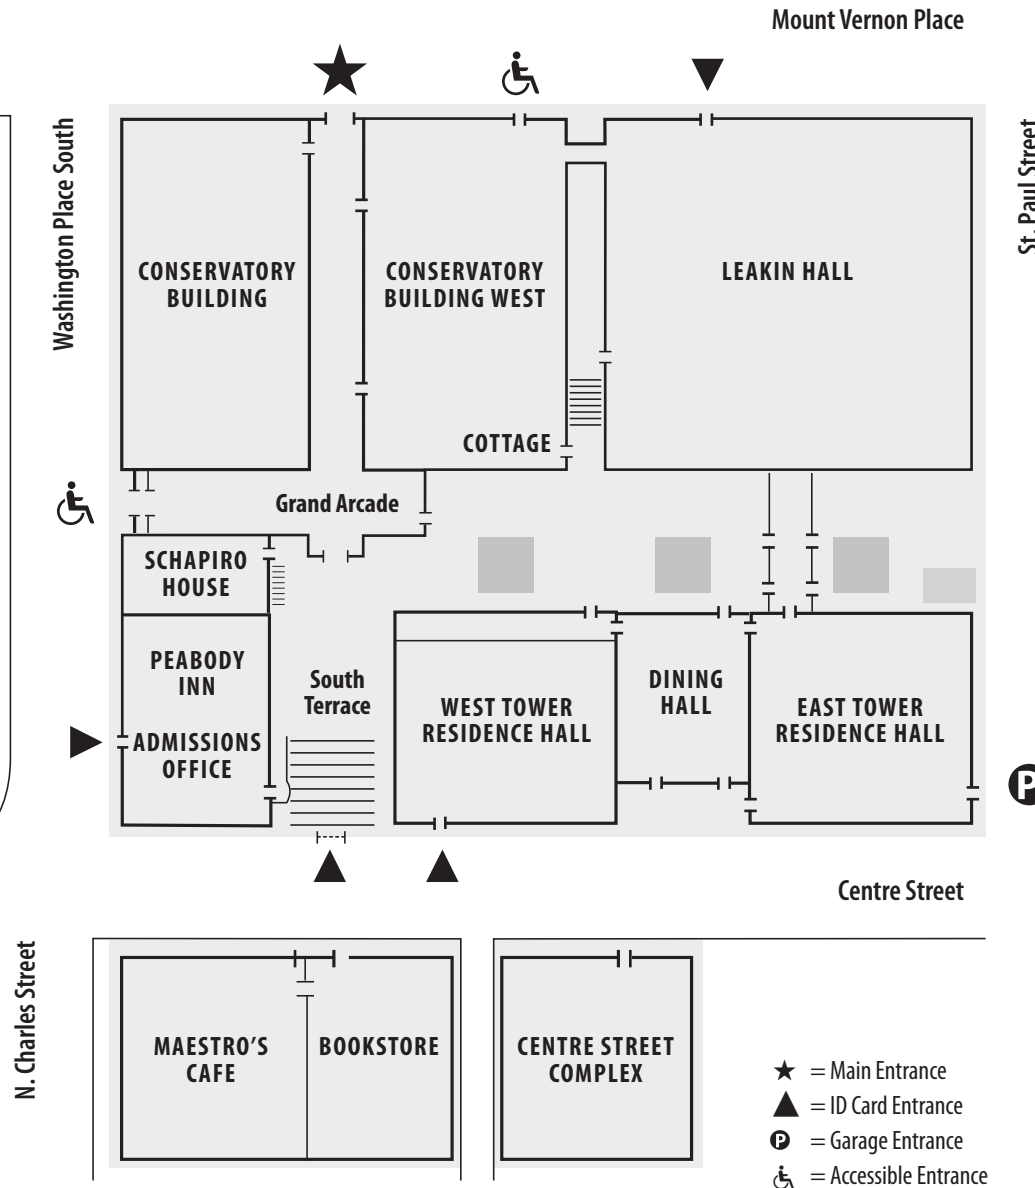 Mount Vernon Place
Washington Place South
St. Paul Street
CONSERVATORY
BUILDING
CONSERVATORY
BUILDING WEST
LEAKIN HALL
COTTAGE
Grand Arcade
SCHAPIRO
HOUSE
PEABODY
INN
ADMISSIONS
OFFICE
South
Terrace
WEST TOWER
RESIDENCE HALL
DINING
HALL
EAST TOWER
RESIDENCE HALL
P
Centre Street
N. Charles Street
MAESTRO'S
CAFE
BOOKSTORE
CENTRE STREET
COMPLEX
= Main Entrance
= ID Card Entrance
P = Garage Entrance
= Accessible Entrance